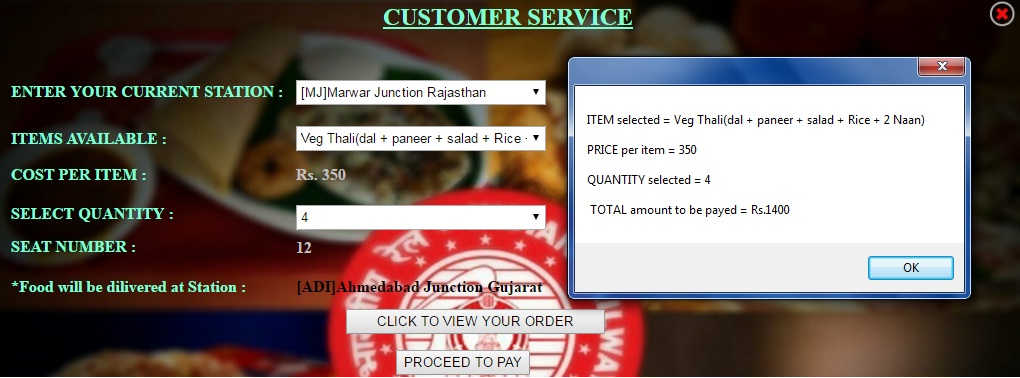 CUSTOMER SERVICE
ENTER YOUR CURRENT STATION : [MJ]Marwar Junction Rajasthan
ITEMS AVAILABLE : Veg Thali(dal + paneer + salad + Rice
COST PER ITEM : Rs. 350
SELECT QUANTITY : 4
SEAT NUMBER : 12
*Food will be dilivered at Station : [ADI]Ahmedabad Junction Gujarat
CLICK TO VIEW YOUR ORDER
PROCEED TO PAY
ITEM selected = Veg Thali(dal + paneer + salad + Rice + 2 Naan)
PRICE per item = 350
QUANTITY selected = 4
TOTAL amount to be payed = Rs.1400
OK